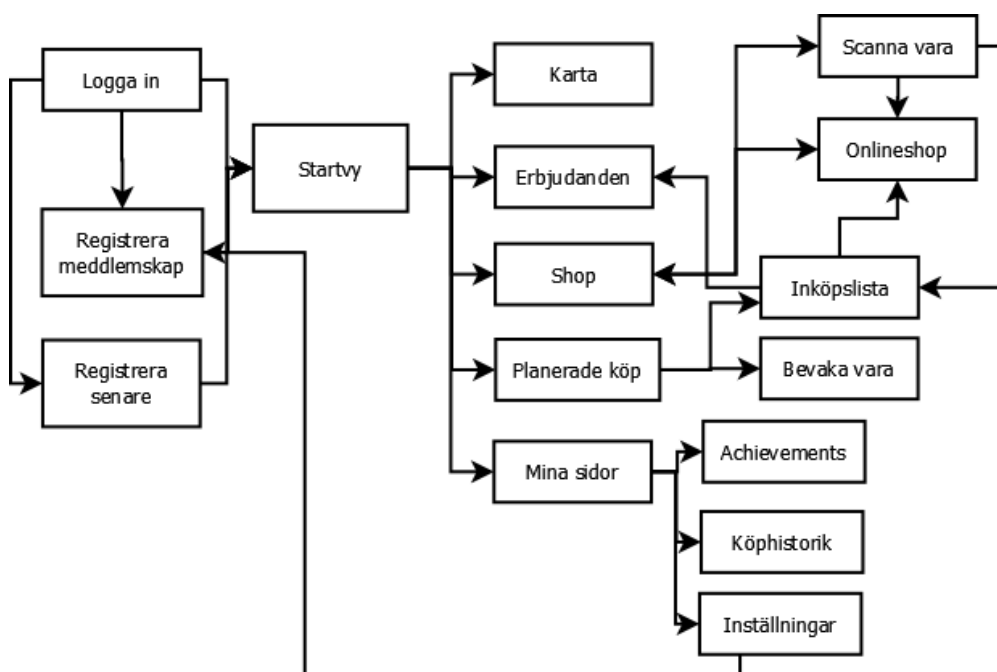 Logga in
Registrera
meddlemskap
Registrera
senare
Startvy
Karta
Erbjudanden
Shop
Planerade köp
Mina sidor
Scanna vara
Onlineshop
Inköpslista
Bevaka vara
Achievements
Köphistorik
Inställningar